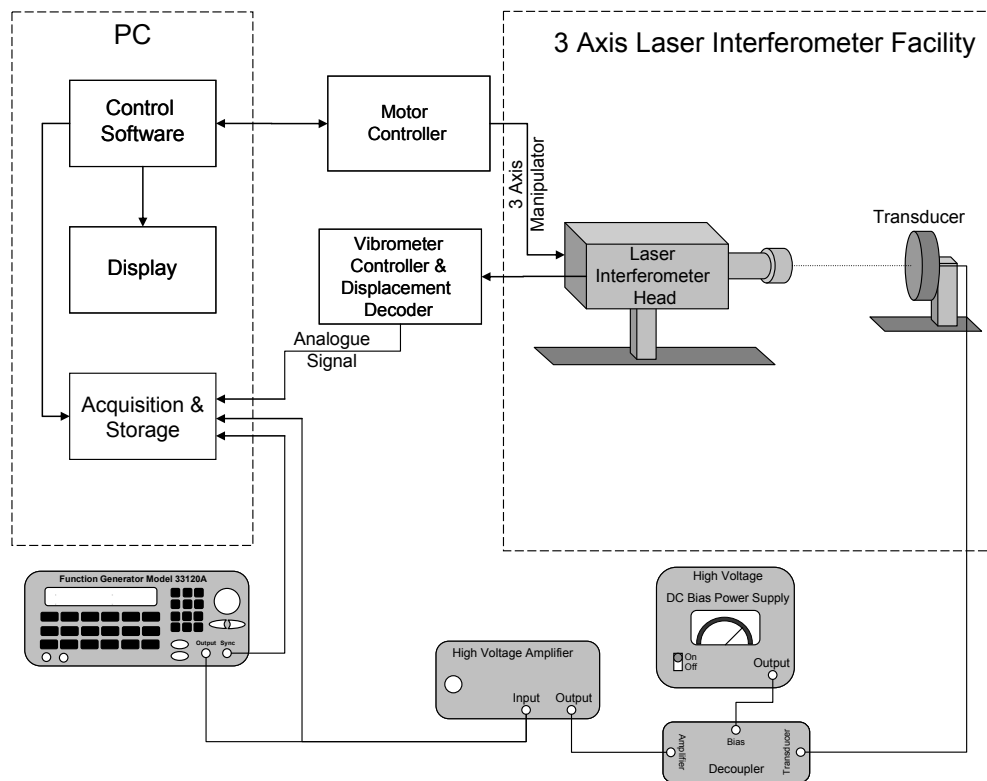 PC
3 Axis Laser Interferometer Facility
Control
Software
Motor
Controller
3 Axis
Manipulator
Transducer
Display
Vibrometer
Controller &
Displacement
Decoder
Laser
Interferometer
Head
Analogue
Signal
Acquisition &
Storage
Function Generator Model 33120A
Output
Sync
High Voltage
DC Bias Power Supply
On
Off
Output
High Voltage Amplifier
Input
Output
Amplifier
Bias
Transducer
Decoupler